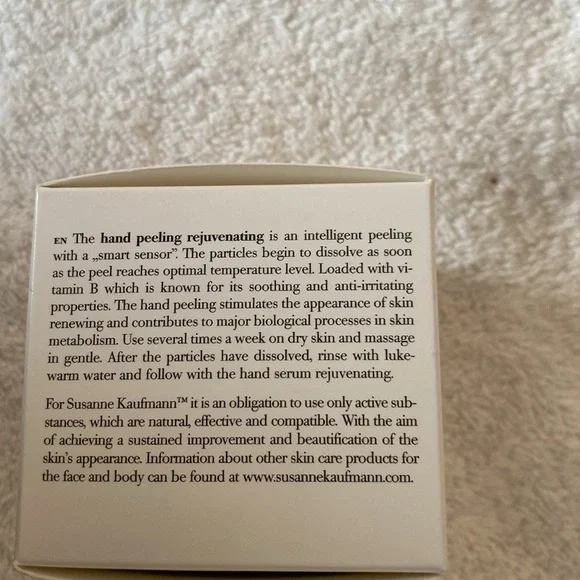 EN The hand peeling rejuvenating is an intelligent peeling
with a „smart sensor”. The particles begin to dissolve as soon
as the peel reaches optimal temperature level. Loaded with vi-
tamin B which is known for its soothing and anti-irritating
properties. The hand peeling stimulates the appearance of skin
renewing and contributes to major biological processes in skin
metabolism. Use several times a week on dry skin and massage
in gentle. After the particles have dissolved, rinse with luke-
warm water and follow with the hand serum rejuvenating.
For Susanne Kaufmann™ it is an obligation to use only active sub-
stances, which are natural, effective and compatible. With the aim
of achieving a sustained improvement and beautification of the
skin's appearance. Information about other skin care products for
the face and body can be found at www.susannekaufmann.com.